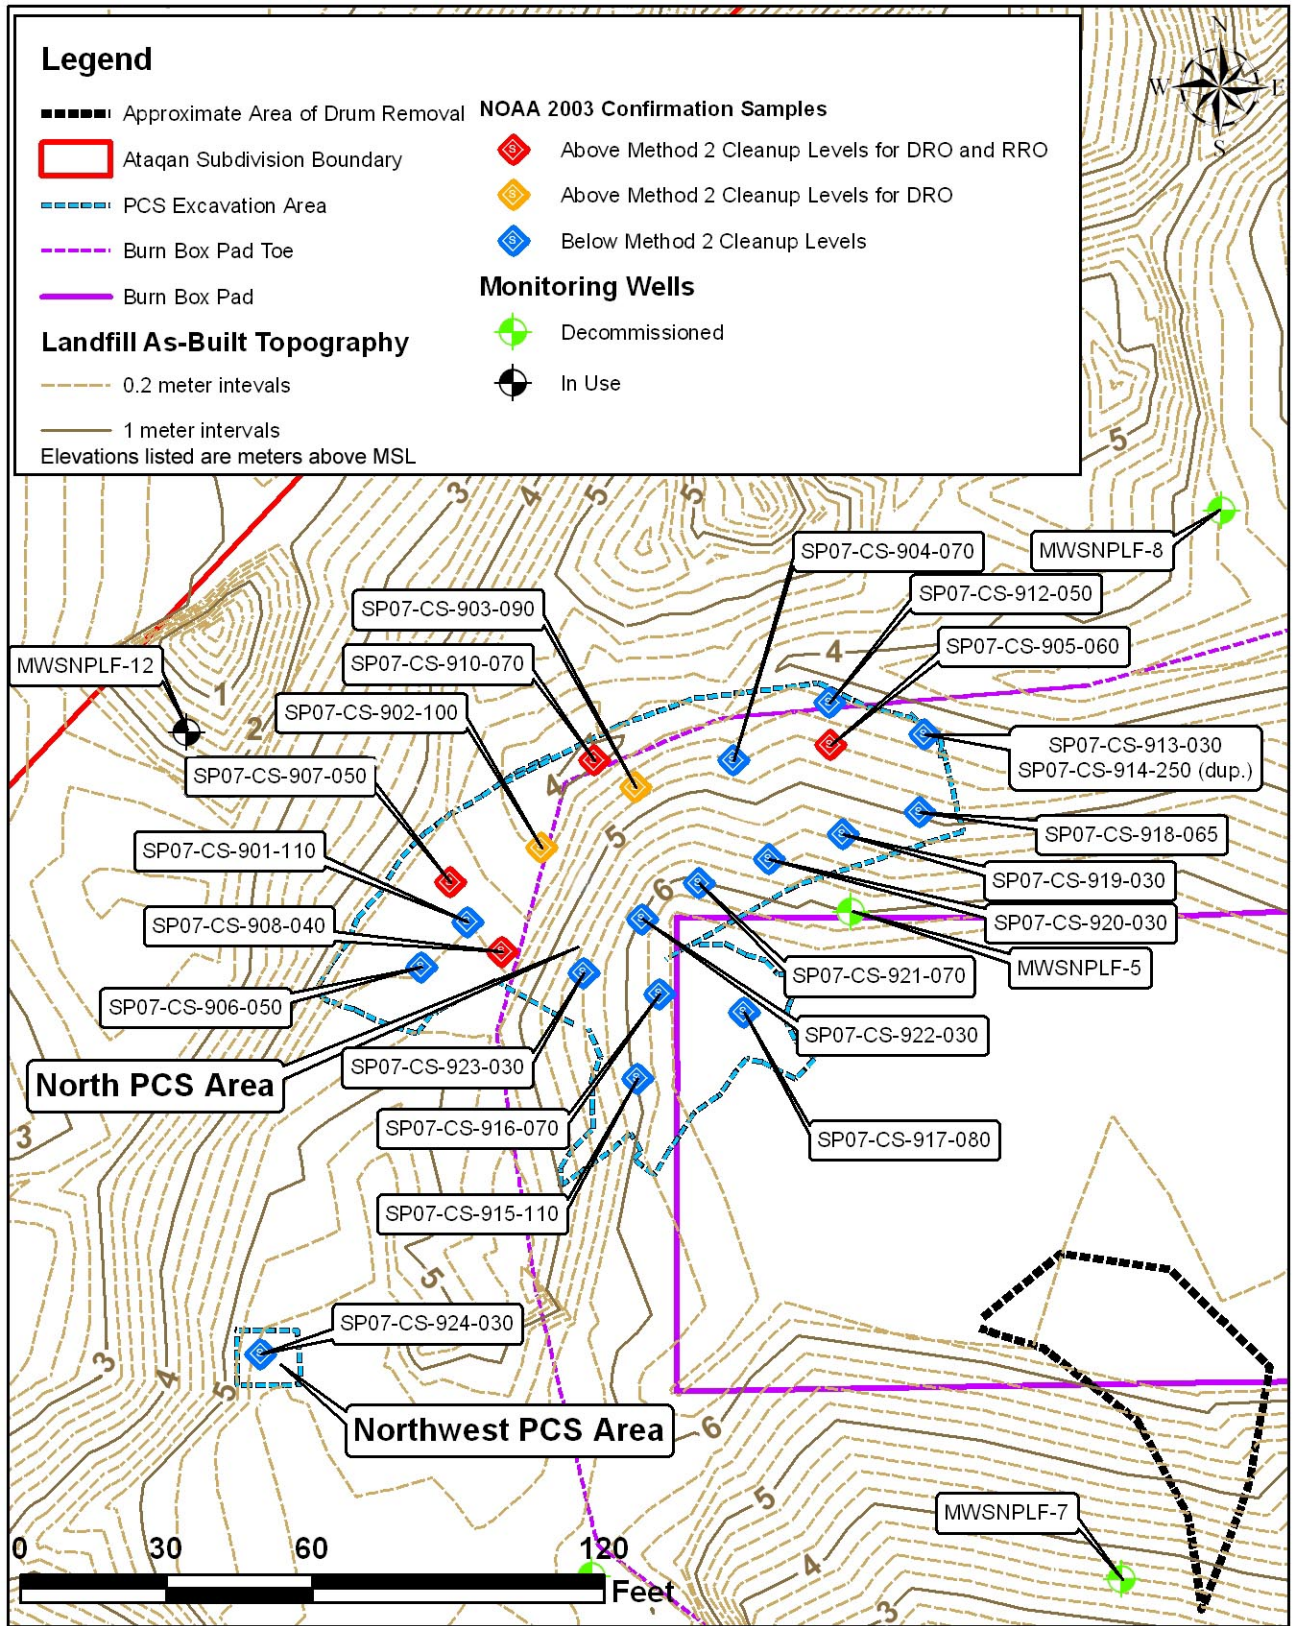 Legend
Approximate Area of Drum Removal
Ataqan Subdivision Boundary
PCS Excavation Area
Burn Box Pad Toe
Burn Box Pad
Landfill As-Built Topography
0.2 meter intevals
1 meter intervals
Elevations listed are meters above MSL
NOAA 2003 Confirmation Samples
S Above Method 2 Cleanup Levels for DRO and RRO
S Above Method 2 Cleanup Levels for DRO
S Below Method 2 Cleanup Levels
Monitoring Wells
Decommissioned
In Use
N
W
E
S
5
3
4
5
5
SP07-CS-904-070
MWSNPLF-8
SP07-CS-912-050
SP07-CS-903-090
SP07-CS-905-060
4
SP07-CS-910-070
MWSNPLF-12
1
2
SP07-CS-902-100
SP07-CS-913-030
SP07-CS-914-250 (dup.)
SP07-CS-907-050
4
5
SP07-CS-918-065
SP07-CS-901-110
SP07-CS-919-030
6
SP07-CS-908-040
SP07-CS-920-030
SP07-CS-921-070
MWSNPLF-5
SP07-CS-906-050
SP07-CS-922-030
SP07-CS-923-030
North PCS Area
SP07-CS-916-070
3
SP07-CS-917-080
SP07-CS-915-110
5
SP07-CS-924-030
3
4
5
Northwest PCS Area
6
5
MWSNPLF-7
4
3
0 30 60 120
Feet